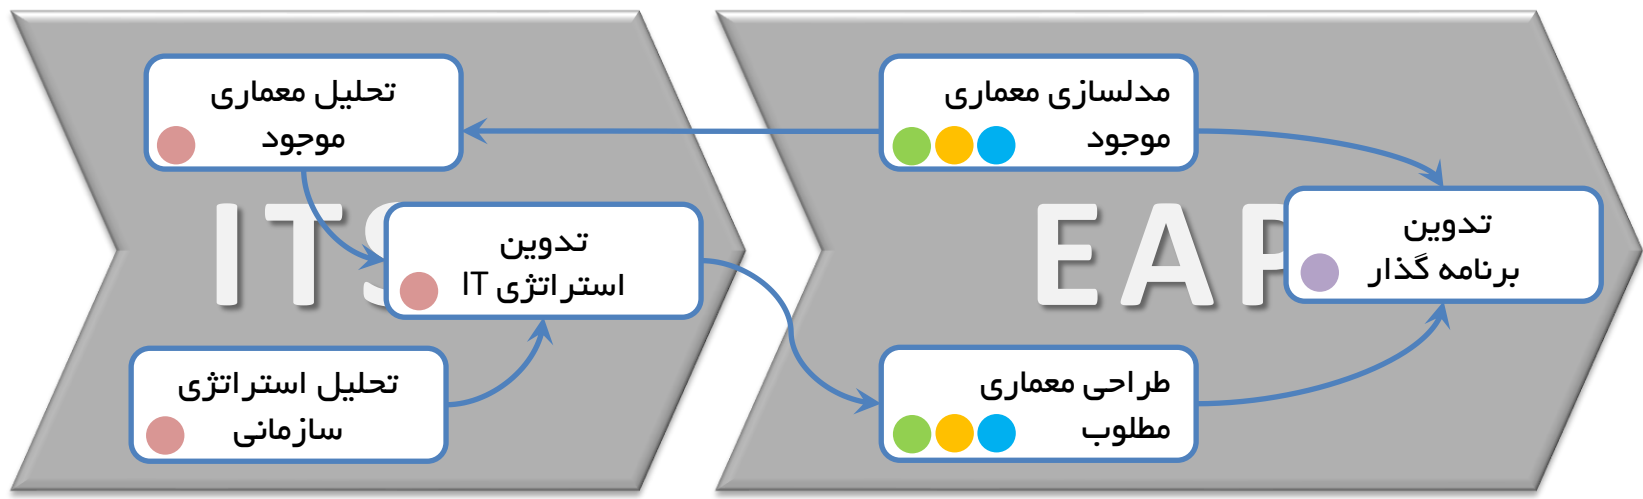 تحلیل معماری
موجود
ITS
تدوین
استراتژی IT
تحلیل استراتژی
سازمانی
مدلسازی معماری
موجود
EAP
تدوین
برنامه گذار
طراحی معماری
مطلوب